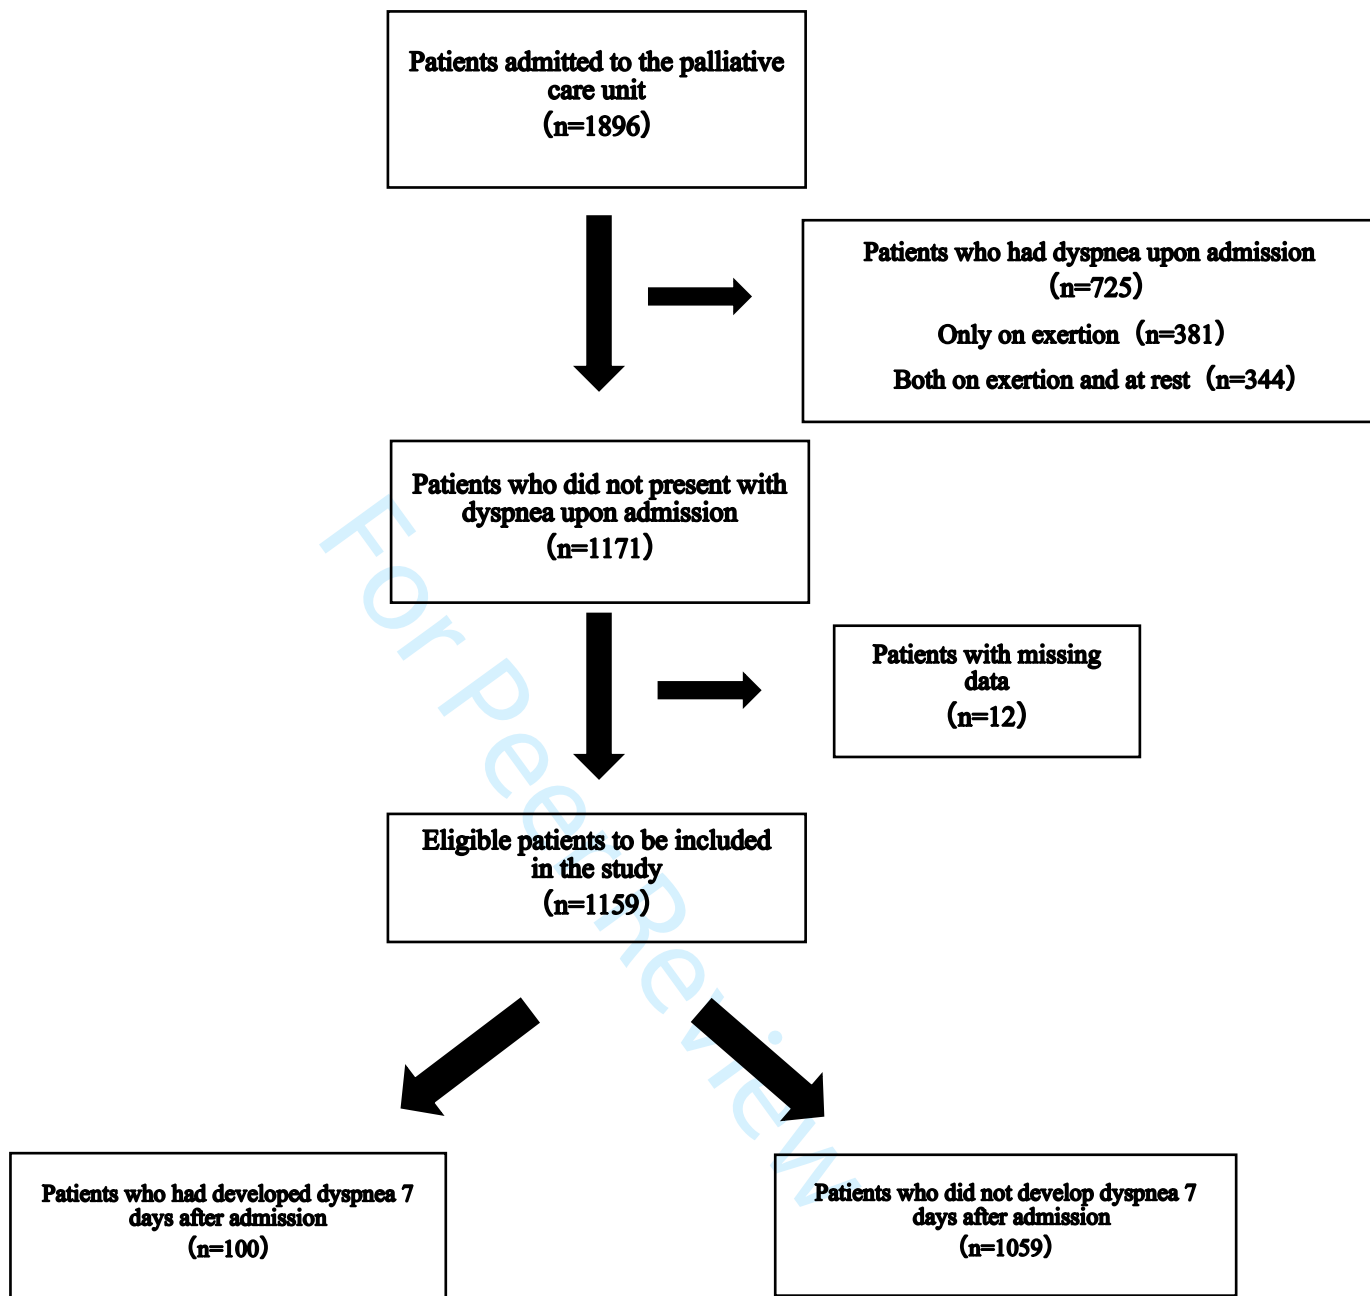 Patients admitted to the palliative
care unit
(n=1896)
Patients who had dyspnea upon admission
(n=725)
Only on exertion（n=381）
Both on exertion and at rest（n=344）
Patients who did not present with
dyspnea upon admission
(n=1171)
Patients with missing
data
(n=12)
Eligible patients to be included
in the study
(n=1159)
Patients who had developed dyspnea 7
days after admission
(n=100)
Patients who did not develop dyspnea 7
days after admission
(n=1059)
For Peer Review